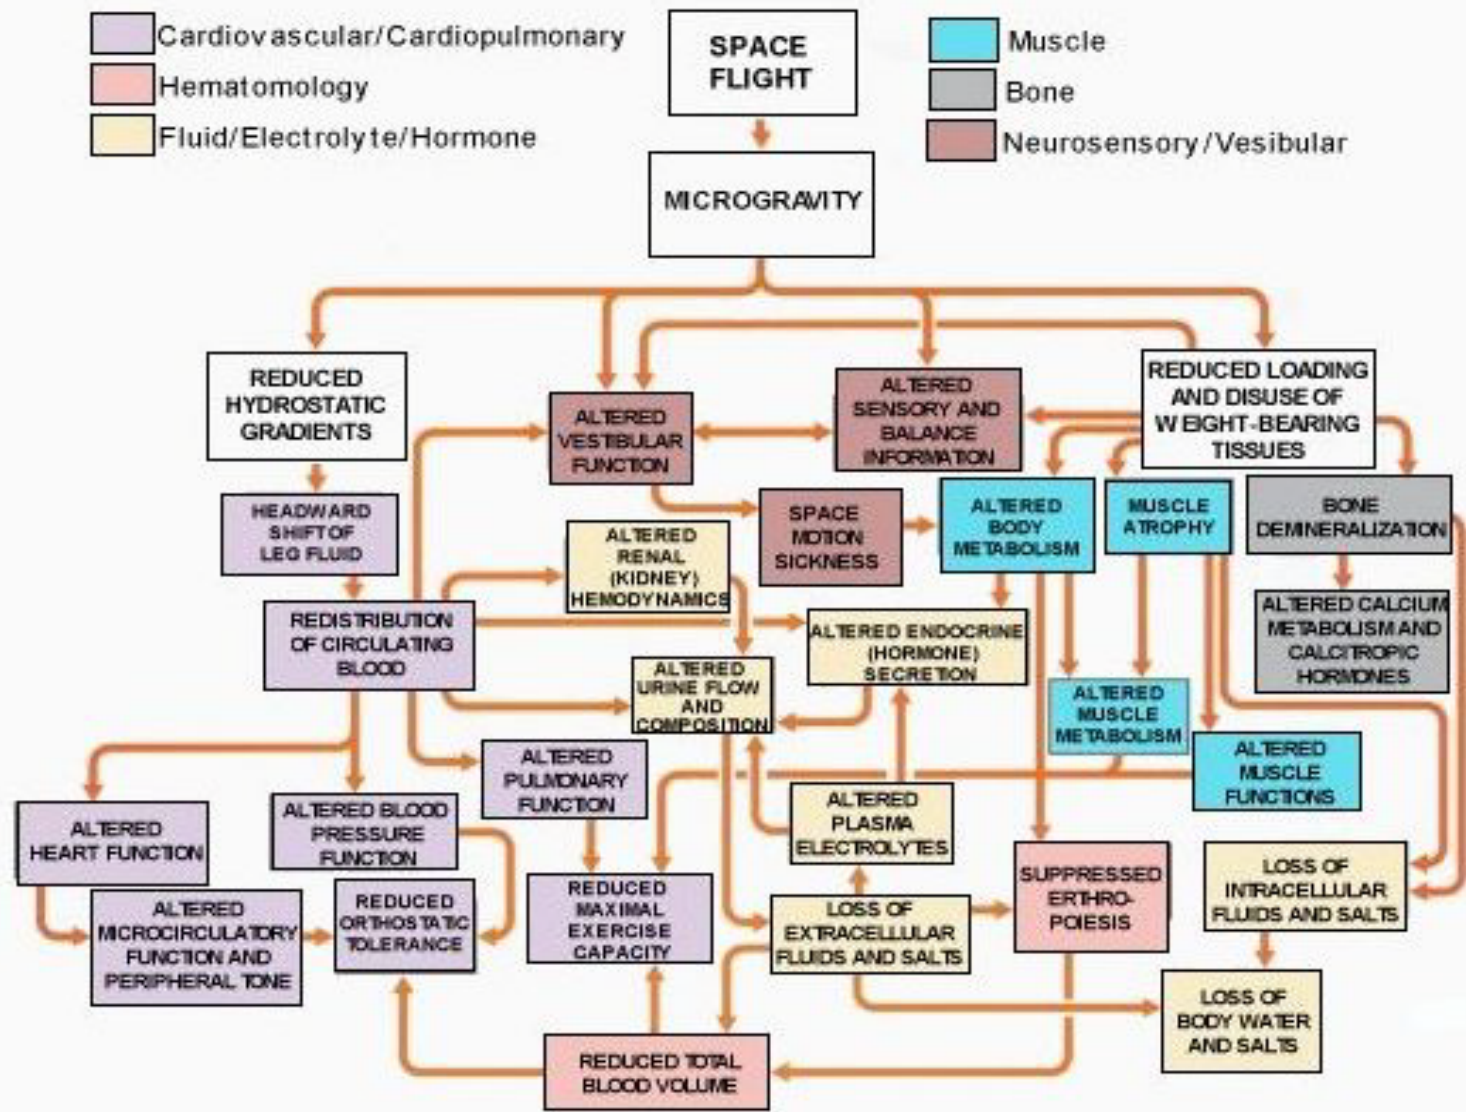 Cardiovascular/Cardiopulmonary
Hematomology
Fluid/Electrolyte/Hormone
SPACE
FLIGHT
Muscle
Bone
Neurosensory/Vesibular
MICROGRAVITY
REDUCED
HYDROSTATIC
GRADIENTS
ALTERED
VESTIBULAR
FUNCTION
ALTERED
SENSORY AND
BALANCE
INFORMATION
REDUCED LOADING
AND DISUSE OF
WEIGHT-BEARING
TISSUES
HEADWARD
SHIFT OF
LEG FLUID
ALTERED
RENAL
(KIDNEY)
HEMODYNAMICS
SPACE
MOTION
SICKNESS
ALTERED
BODY
METABOLISM
MUSCLE
ATROPHY
BONE
DEMINERALIZATION
REDISTRIBUTION
OF CIRCULATING
BLOOD
ALTERED ENDOCRINE
(HORMONE)
SECRETION
ALTERED CALCIUM
METABOLISM AND
CALCITROPIC
HORMONES
ALTERED
URINE FLOW
AND
COMPOSITION
ALTERED
MUSCLE
METABOLISM
ALTERED
PULMONARY
FUNCTION
ALTERED
MUSCLE
FUNCTIONS
ALTERED
HEART FUNCTION
ALTERED BLOOD
PRESSURE
FUNCTION
ALTERED
PLASMA
ELECTROLYTES
SUPPRESSED
ERTHRO-
POIESIS
LOSS OF
INTRACELLULAR
FLUIDS AND SALTS
ALTERED
MICROCIRCULATORY
FUNCTION AND
PERIPHERAL TONE
REDUCED
ORTHOSTATIC
TOLERANCE
REDUCED
MAXIMAL
EXERCISE
CAPACITY
LOSS OF
EXTRACELLULAR
FLUIDS AND SALTS
LOSS OF
BODY WATER
AND SALTS
REDUCED TOTAL
BLOOD VOLUME